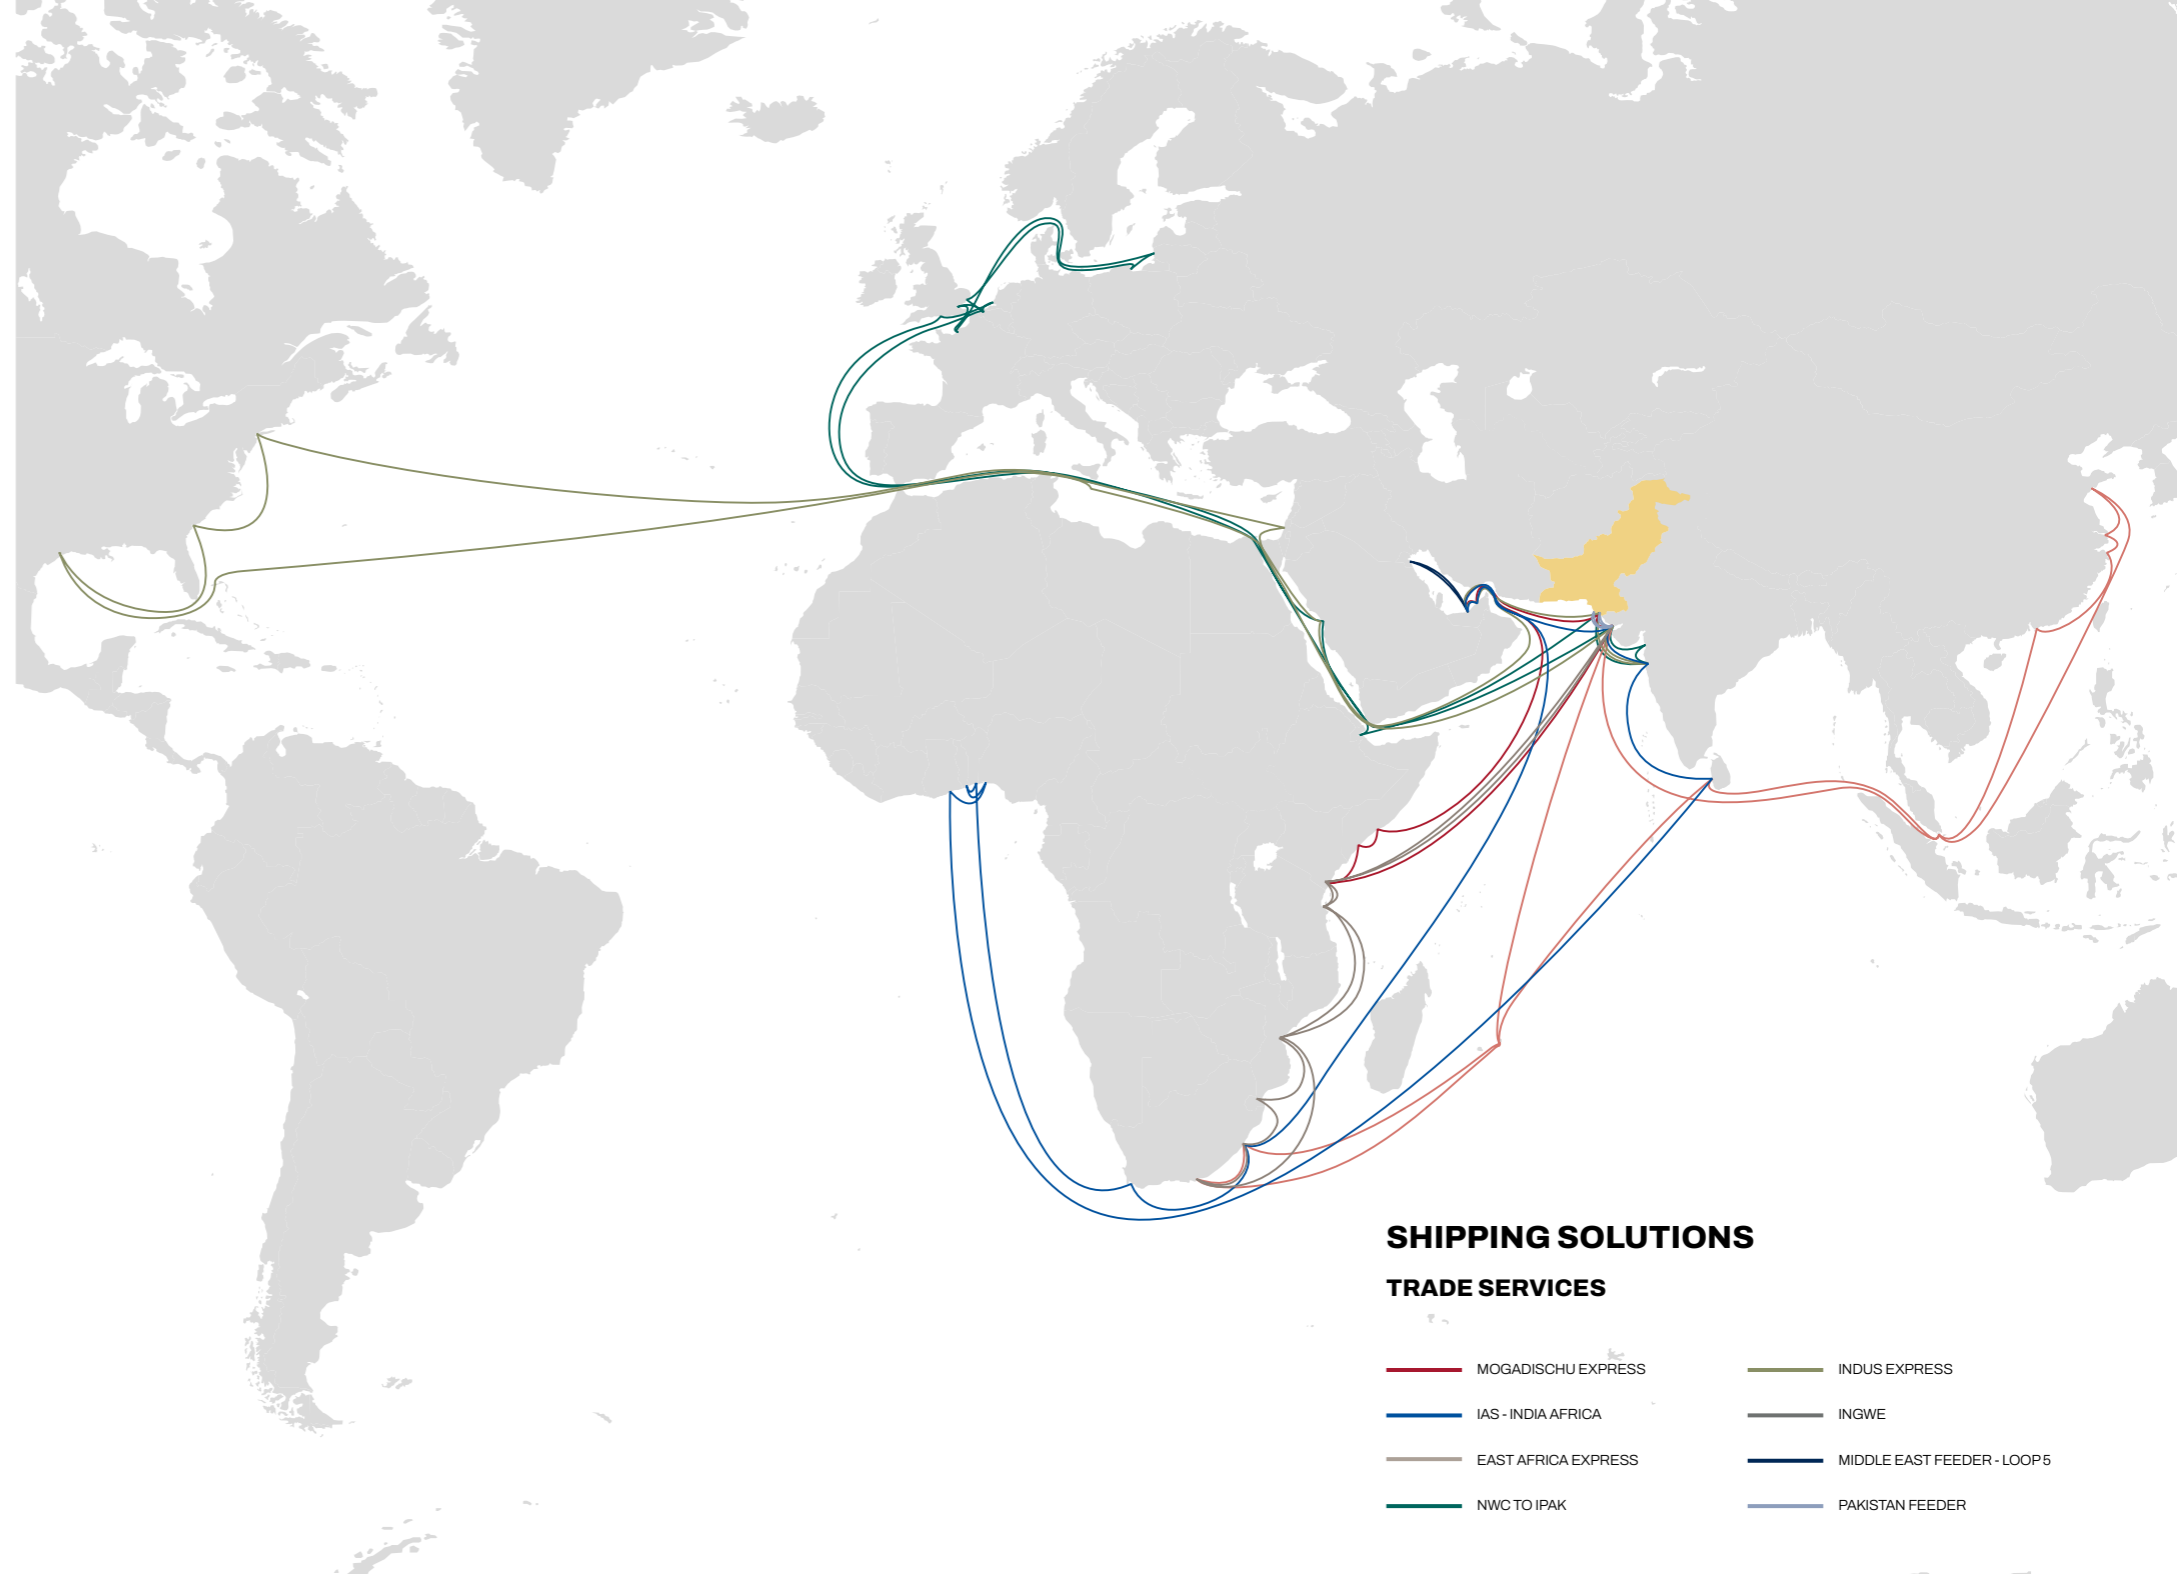 SHIPPING SOLUTIONS
TRADE SERVICES
MOGADISCHU EXPRESS
IAS - INDIA AFRICA
EAST AFRICA EXPRESS
NWC TO IPAK
INDUS EXPRESS
INGWE
MIDDLE EAST FEEDER - LOOP 5
PAKISTAN FEEDER